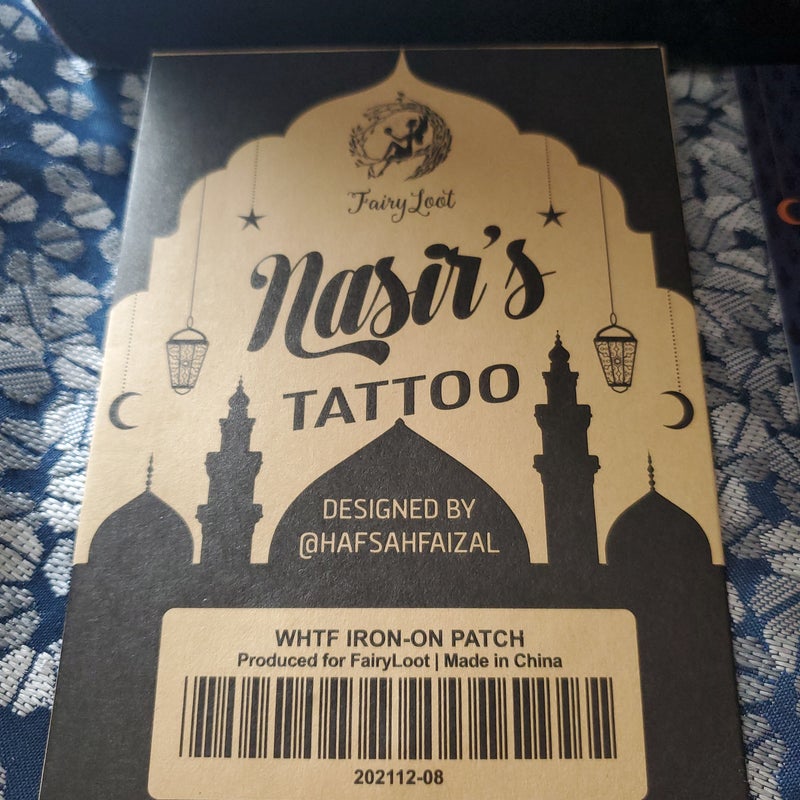 FairyLoot
Nasir's
TATTOO
DESIGNED BY
@HAFSAHFAIZAL
WHTF IRON-ON PATCH
Produced for FairyLoot | Made in China
202112-08